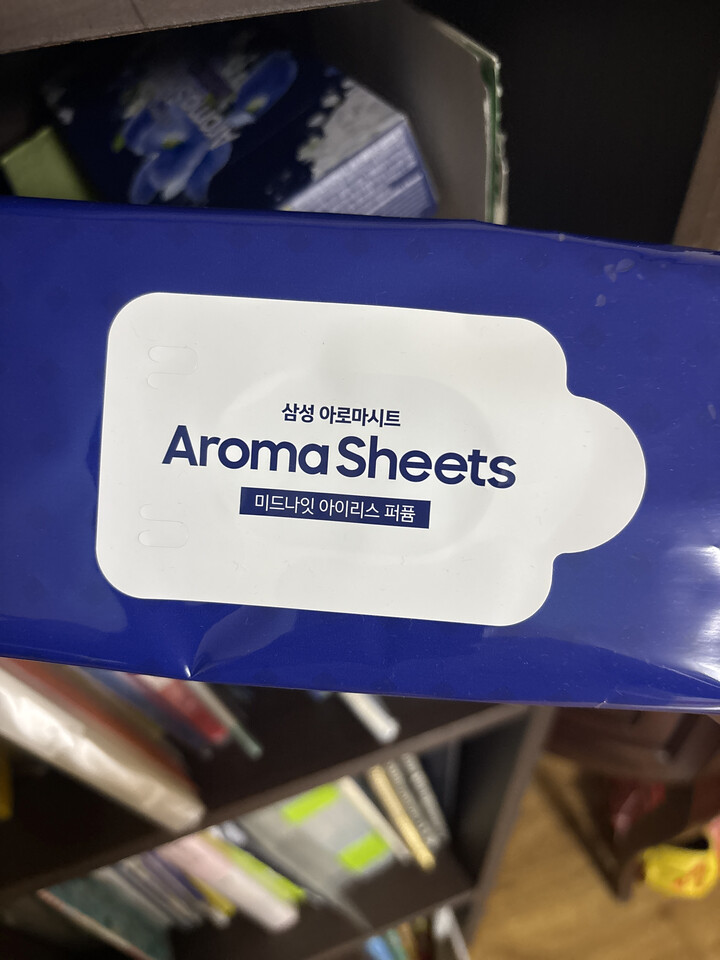 삼성 아로마시트
Aroma Sheets
미드나잇 아이리스 퍼퓸